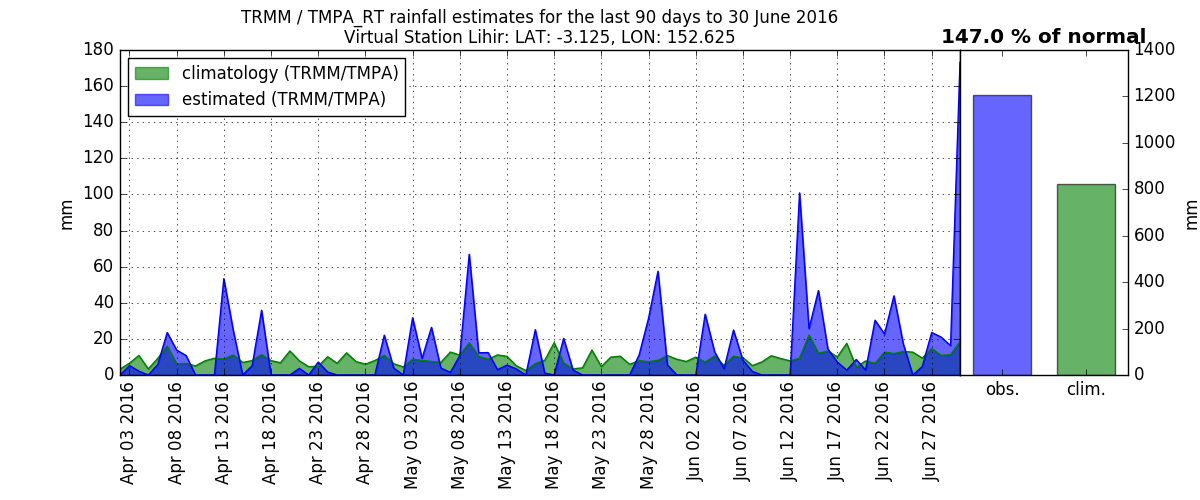 TRMM / TMPA_RT rainfall estimates for the last 90 days to 30 June 2016
Virtual Station Lihir: LAT: -3.125, LON: 152.625
147.0 % of normal
climatology (TRMM/TMPA)
estimated (TRMM/TMPA)
180
160
140
120
100
80
60
40
20
0
mm
Apr 03 2016
Apr 08 2016
Apr 13 2016
Apr 18 2016
Apr 23 2016
Apr 28 2016
May 03 2016
May 08 2016
May 13 2016
May 18 2016
May 23 2016
May 28 2016
Jun 02 2016
Jun 07 2016
Jun 12 2016
Jun 17 2016
Jun 22 2016
Jun 27 2016
obs.
clim.
1400
1200
1000
800
600
400
200
0
mm